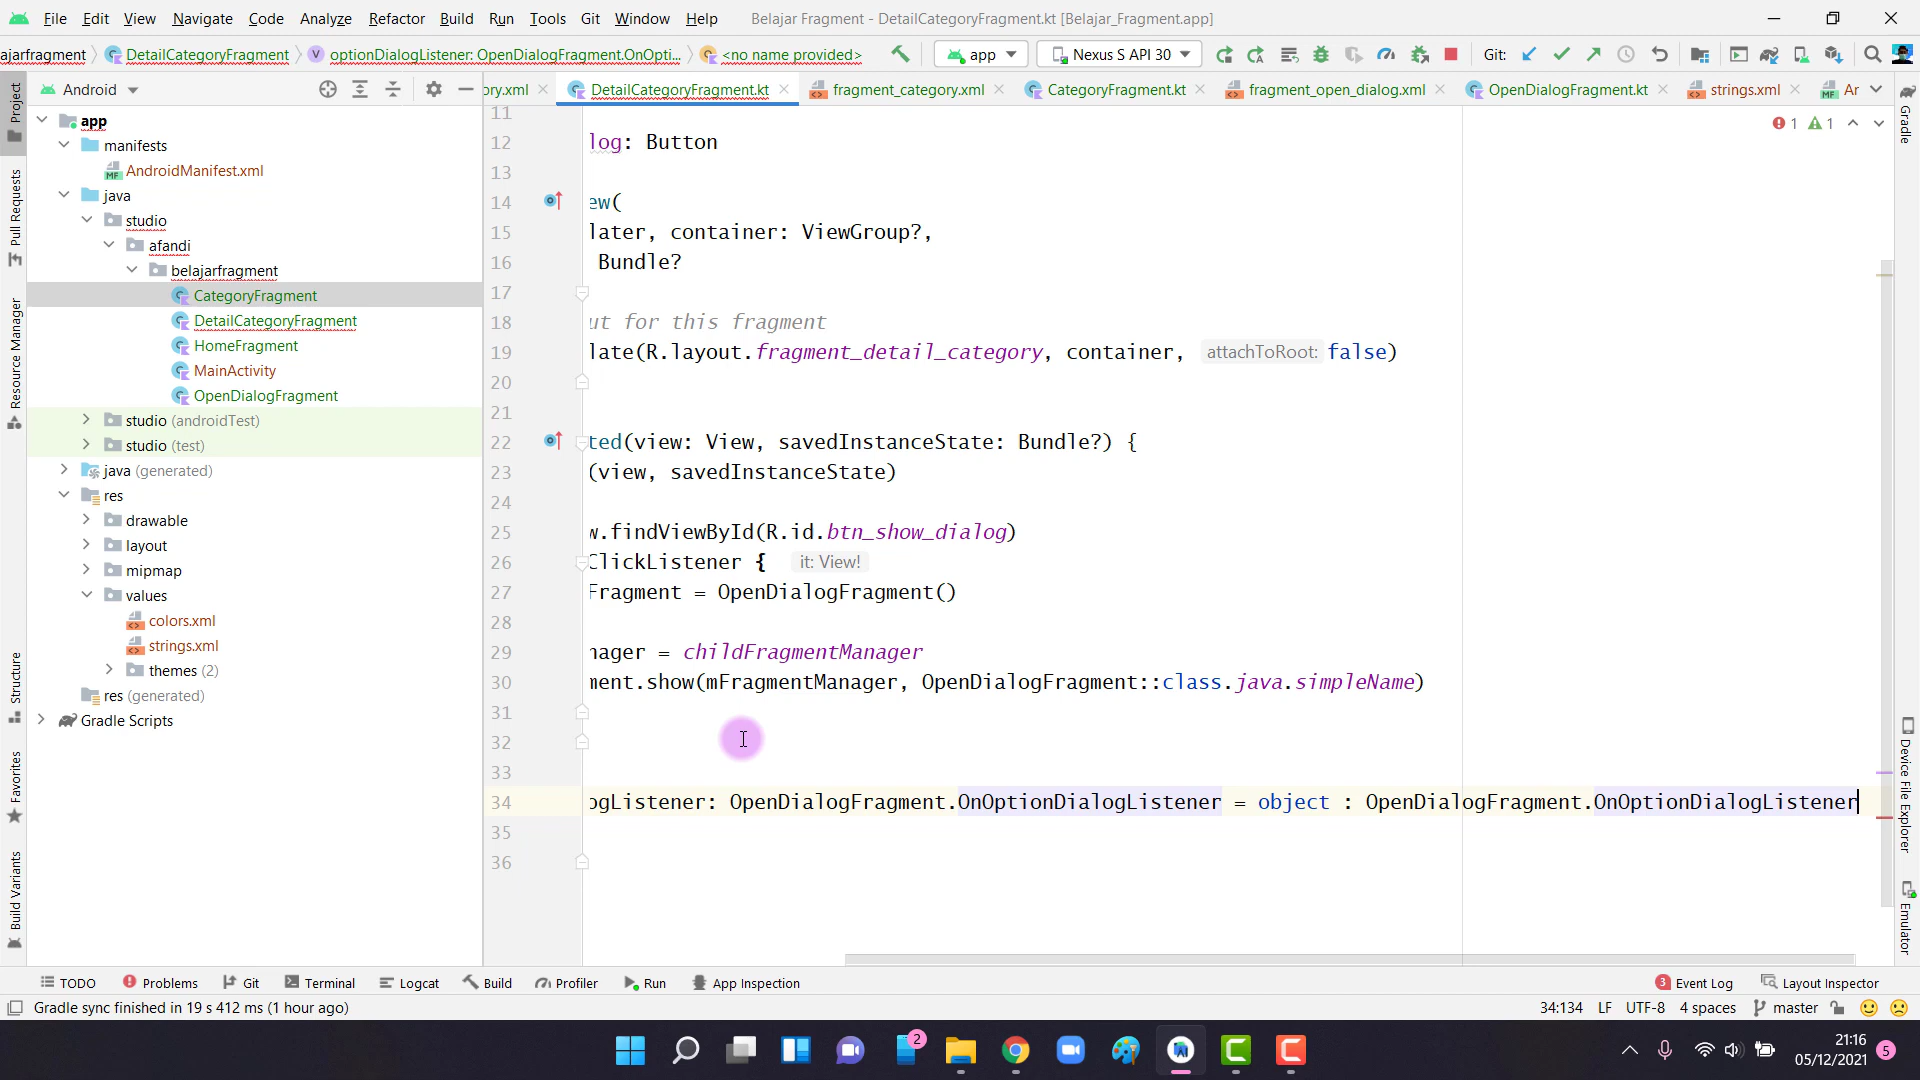 File Edit View Navigate Code Analyze Refactor Build Run Tools Git Window Help Belajar Fragment - DetailCategoryFragment.kt [Belajar_Fragment.app]
ajarfragment DetailCategoryFragment optionDialogListener: OpenDialogFragment.OnOpti... <no name provided> app Nexus S API 30 Git:
Android ory.xml DetailCategoryFragment.kt fragment_category.xml CategoryFragment.kt fragment_open_dialog.xml OpenDialogFragment.kt strings.xml Ar
Project
Pull Requests
Resource Manager
Structure
Favorites
Build Variants
app
manifests
AndroidManifest.xml
java
studio
afandi
belajarfragment
CategoryFragment
DetailCategoryFragment
HomeFragment
MainActivity
OpenDialogFragment
studio (androidTest)
studio (test)
java (generated)
res
drawable
layout
mipmap
values
colors.xml
strings.xml
themes (2)
res (generated)
Gradle Scripts
1 1
11
12 log: Button
13
14 ew(
15 later, container: ViewGroup?,
16 Bundle?
17
18 ut for this fragment
19 late(R.layout.fragment_detail_category, container, attachToRoot: false)
20
21
22 ted(view: View, savedInstanceState: Bundle?) {
23 (view, savedInstanceState)
24
25 w.findViewById(R.id.btn_show_dialog)
26 ClickListener { it: View!
27 Fragment = OpenDialogFragment()
28
29 nager = childFragmentManager
30 ment.show(mFragmentManager, OpenDialogFragment::class.java.simpleName)
31
32
33
34 ogListener: OpenDialogFragment.OnOptionDialogListener = object : OpenDialogFragment.OnOptionDialogListener
35
36
Gradle
Device File Explorer
Emulator
TODO Problems Git Terminal Logcat Build Profiler Run App Inspection 3 Event Log Layout Inspector
Gradle sync finished in 19 s 412 ms (1 hour ago) 34:134 LF UTF-8 4 spaces master
2
21:16
05/12/2021 5